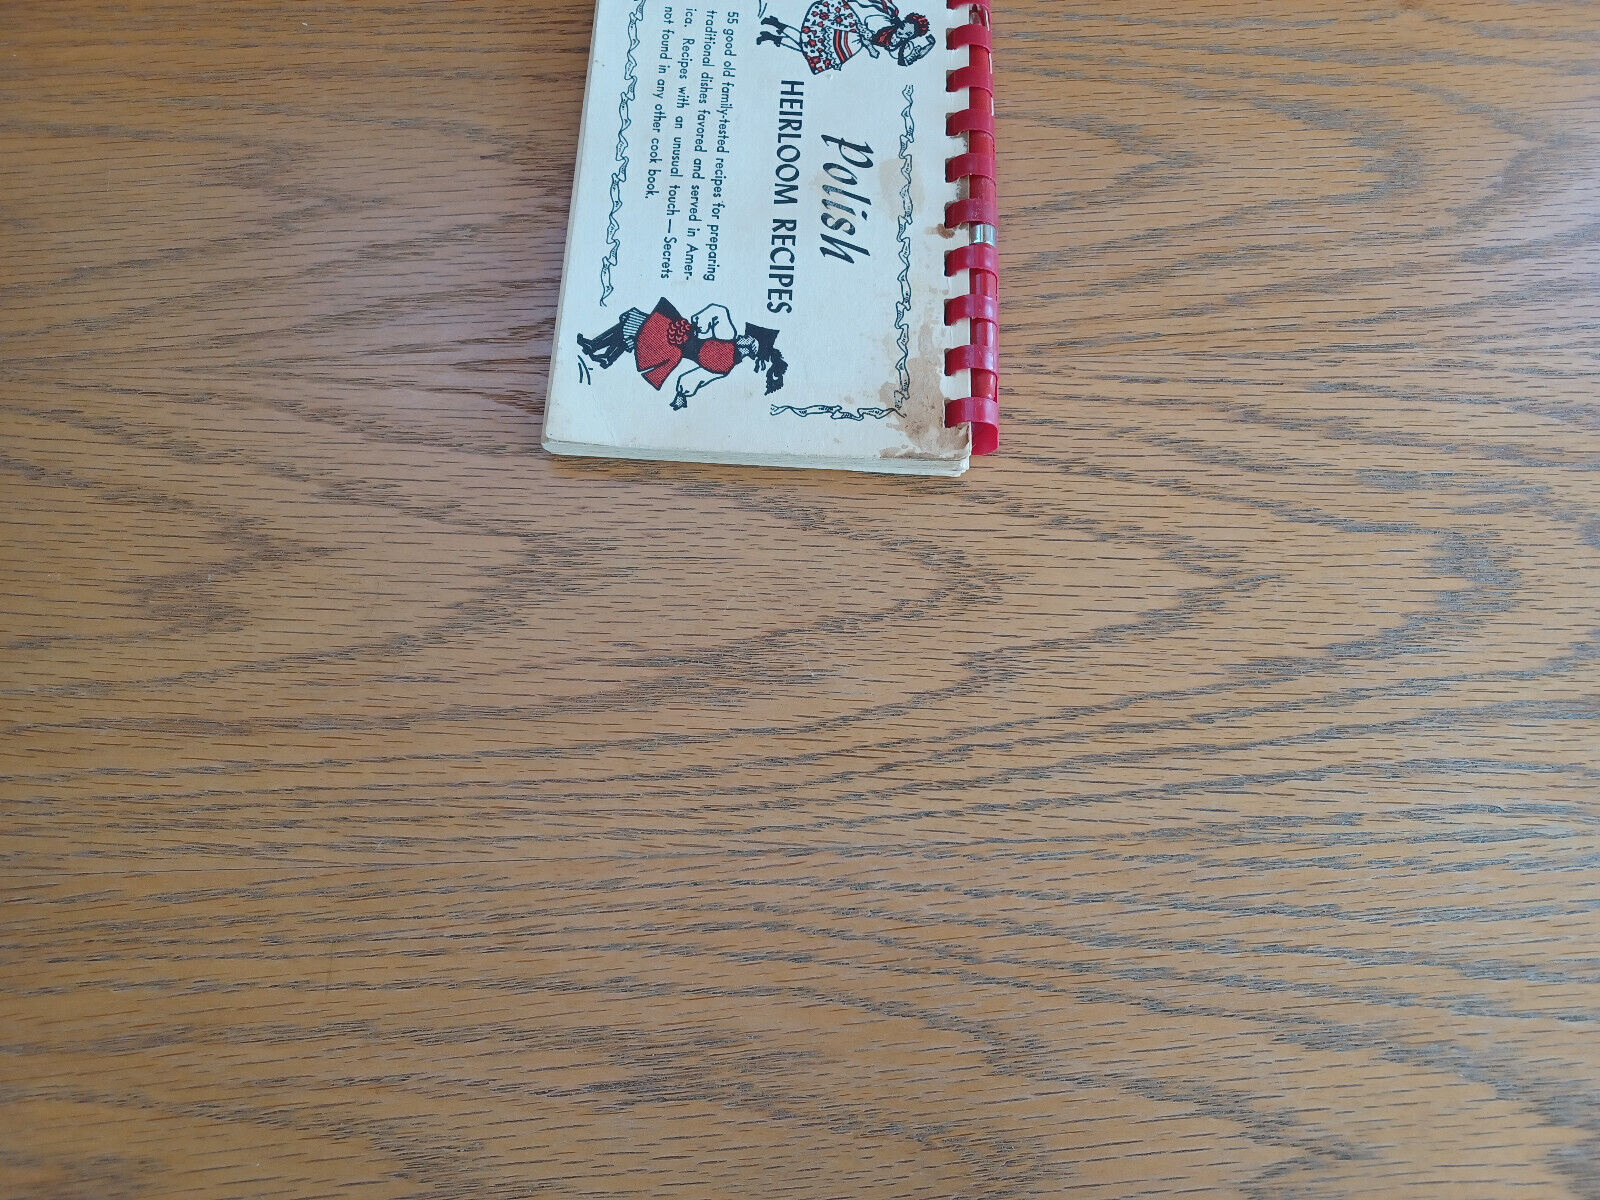 Polish
HEIRLOOM RECIPES
55 good old family-tested recipes for preparing
traditional dishes favored and served in Amer-
ica. Recipes with an unusual touch — Secrets
not found in any other cook book.